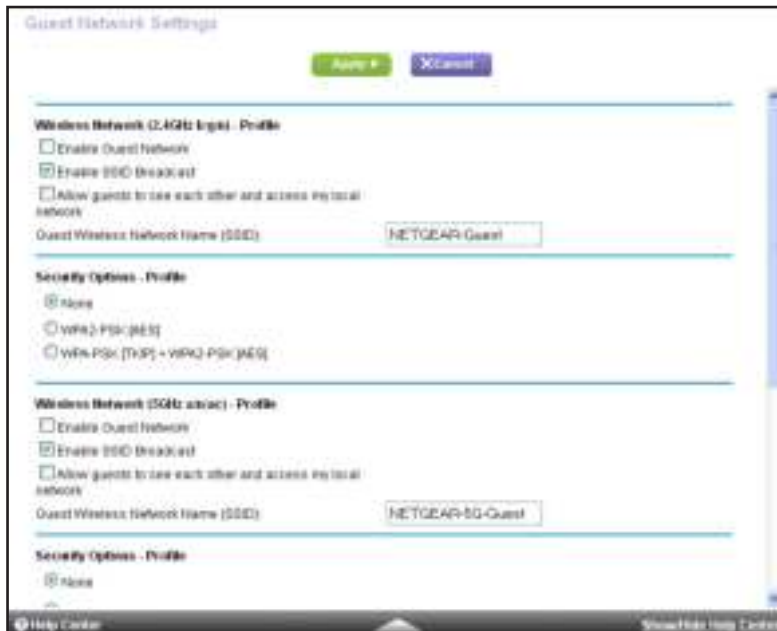 Guest Network Settings
Apply
X Cancel
Wireless Network (2.4GHz b/g/n) - Profile
Enable Guest Network
Enable SSID Broadcast
Allow guests to see each other and access my local
network
Guest Wireless Network Name (SSID)
NETGEAR-Guest
Security Options - Profile
None
WPA2-PSK [AES]
WPA-PSK [TKIP] + WPA2-PSK [AES]
Wireless Network (5GHz a/n/ac) - Profile
Enable Guest Network
Enable SSID Broadcast
Allow guests to see each other and access my local
network
Guest Wireless Network Name (SSID)
NETGEAR-5G-Guest
Security Options - Profile
None
Help Center
Show/Hide Help Center